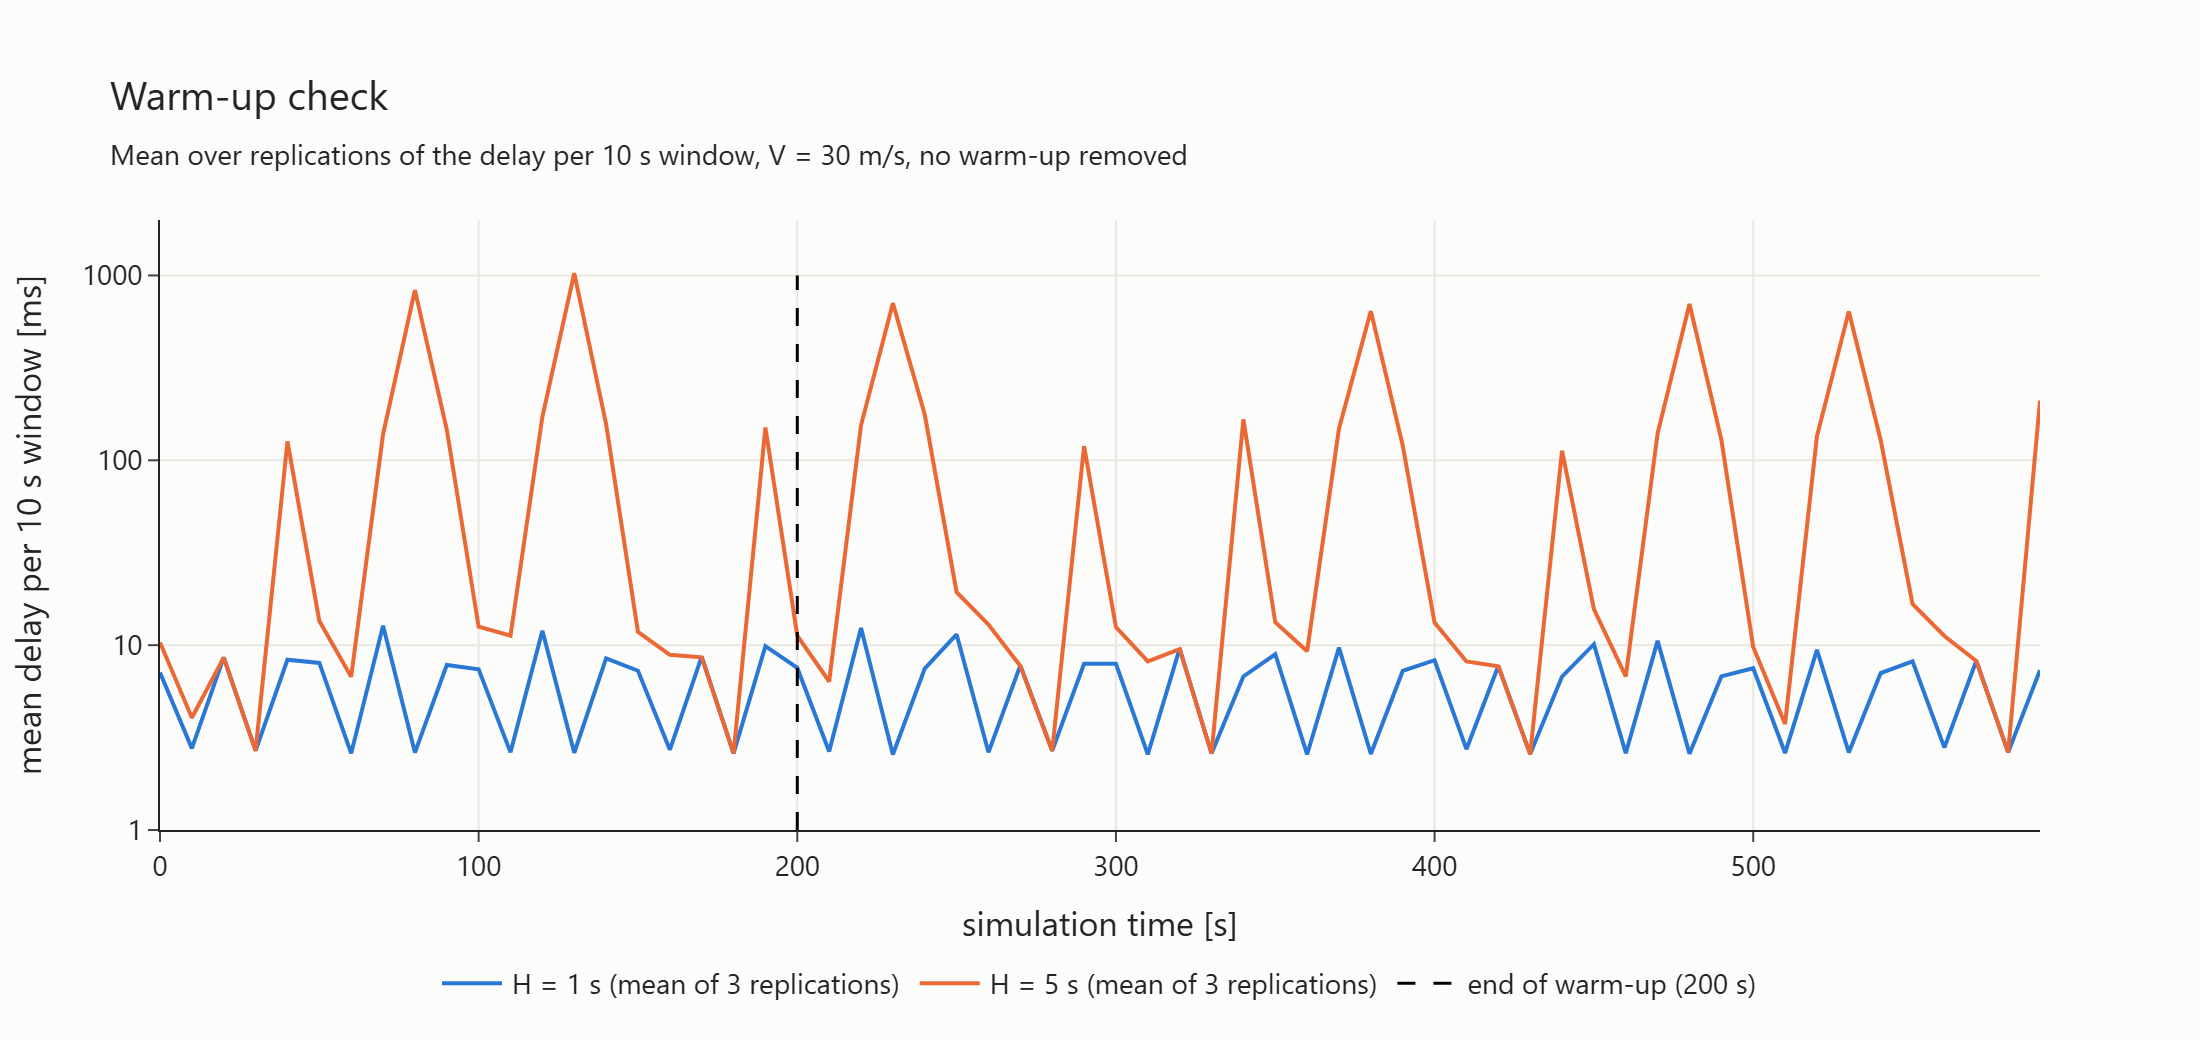 Warm-up check
Mean over replications of the delay per 10 s window, V = 30 m/s, no warm-up removed
mean delay per 10 s window [ms]
1000
100
10
1
0 100 200 300 400 500
simulation time [s]
H = 1 s (mean of 3 replications) H = 5 s (mean of 3 replications) end of warm-up (200 s)